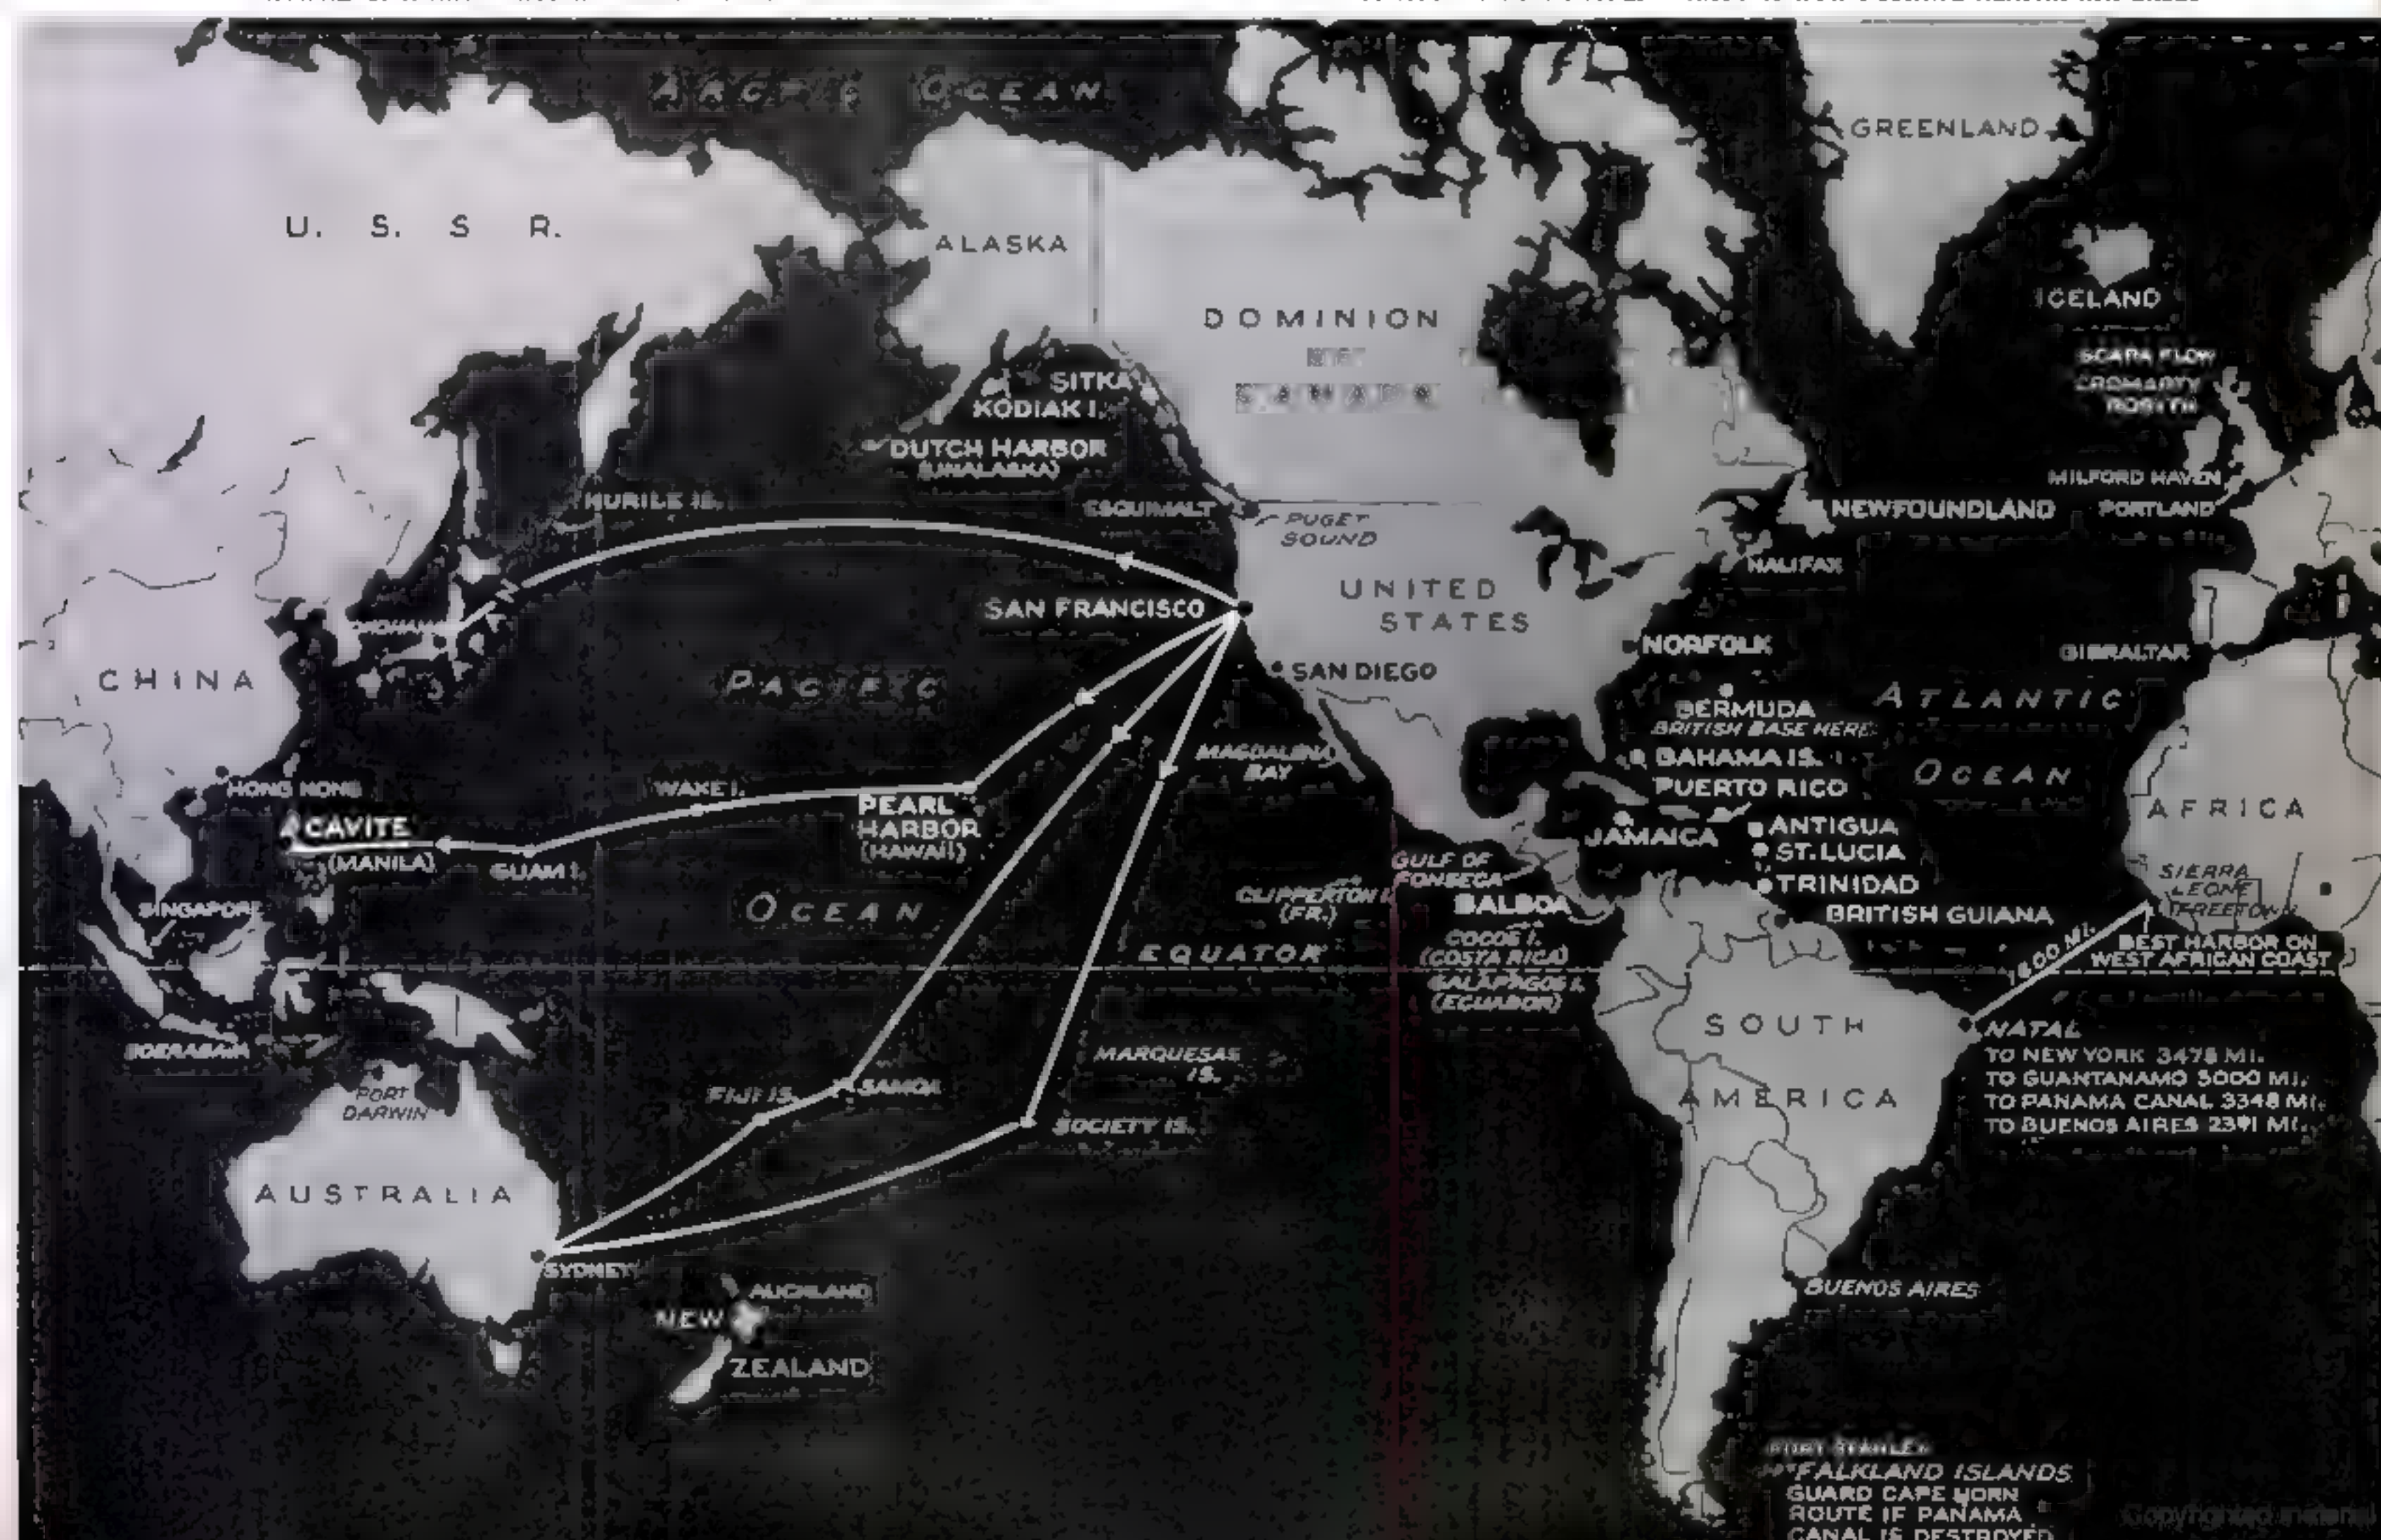 ARCTIC OCEAN
GREENLAND
U. S. S R.
ALASKA
ICELAND
DOMINION
SCAPA FLOW
CROMARTY
ROSYTH
SITKA
KODIAK I.
DUTCH HARBOR
(UNALASKA)
MILFORD HAVEN
PORTLAND
ESQUIMALT
NEWFOUNDLAND
PUGET
SOUND
HALIFAX
UNITED
STATES
SAN FRANCISCO
NORFOLK
GIBRALTAR
SAN DIEGO
CHINA
PACIFIC
OCEAN
ATLANTIC
OCEAN
BERMUDA
BRITISH BASE HERE
BAHAMA IS.
PUERTO RICO
MAGDALENA
BAY
HONG KONG
WAKE I.
PEARL
HARBOR
(HAWAII)
CAVITE
(MANILA)
GUAM I.
JAMAICA
ANTIGUA
ST. LUCIA
TRINIDAD
BRITISH GUIANA
AFRICA
SIERRA
LEONE
FREETOWN
GULF OF
FONSECA
CLIPPERTON I.
(FR.)
BALBOA
SINGAPORE
COCOS I.
(COSTA RICA)
GALAPAGOS I.
(ECUADOR)
EQUATOR
BEST HARBOR ON
WEST AFRICAN COAST
SOUTH
AMERICA
NATAL
TO NEW YORK 3478 MI.
TO GUANTANAMO 3000 MI.
TO PANAMA CANAL 3348 MI.
TO BUENOS AIRES 2391 MI.
SOERABAJA
PORT
DARWIN
MARQUESAS
IS.
FIJI IS.
SAMOA
SOCIETY IS.
AUSTRALIA
SYDNEY
AUCKLAND
NEW
ZEALAND
BUENOS AIRES
PORT STANLEY
FALKLAND ISLANDS
GUARD CAPE HORN
ROUTE IF PANAMA
CANAL IS DESTROYED
Copyrighted material